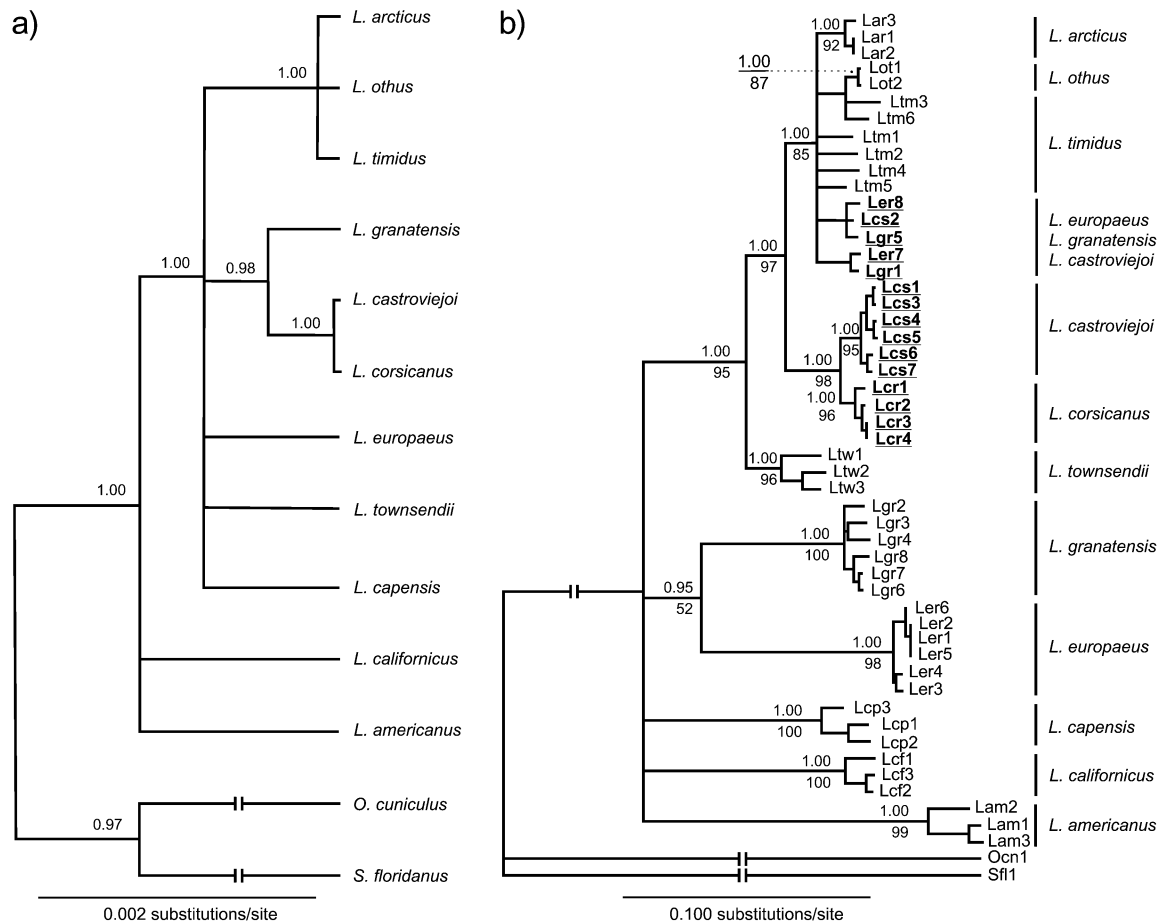 a)
1.00
L. arcticus
L. othus
L. timidus
1.00
L. granatensis
0.98
L. castroviejoi
1.00
L. corsicanus
L. europaeus
1.00
L. townsendii
L. capensis
L. californicus
L. americanus
O. cuniculus
0.97
S. floridanus
0.002 substitutions/site
b)
1.00
92
Lar3
Lar1
Lar2
L. arcticus
1.00
87
Lot1
Lot2
L. othus
Ltm3
Ltm6
1.00
85
Ltm1
Ltm2
Ltm4
Ltm5
L. timidus
Ler8
Lcs2
Lgr5
Ler7
Lgr1
L. europaeus
L. granatensis
L. castroviejoi
1.00
97
Lcs1
Lcs3
Lcs4
Lcs5
Lcs6
Lcs7
L. castroviejoi
1.00
95
1.00
98
1.00
96
Lcr1
Lcr2
Lcr3
Lcr4
L. corsicanus
1.00
95
1.00
96
Ltw1
Ltw2
Ltw3
L. townsendii
1.00
100
Lgr2
Lgr3
Lgr4
Lgr8
Lgr7
Lgr6
L. granatensis
0.95
52
1.00
98
Ler6
Ler2
Ler1
Ler5
Ler4
Ler3
L. europaeus
1.00
100
Lcp3
Lcp1
Lcp2
L. capensis
1.00
100
Lcf1
Lcf3
Lcf2
L. californicus
1.00
99
Lam2
Lam1
Lam3
L. americanus
Ocn1
Sfl1
0.100 substitutions/site